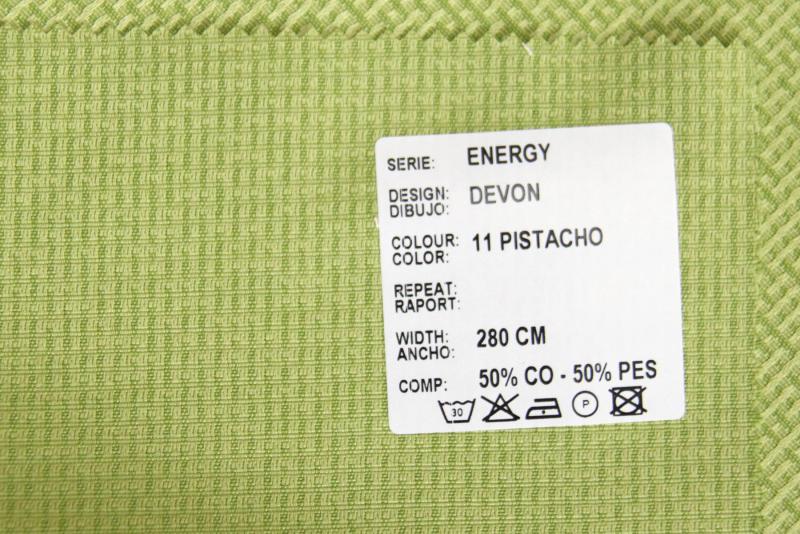 SERIE: ENERGY
DESIGN: DEVON
DIBUJO:
COLOUR: 11 PISTACHO
COLOR:
REPEAT:
RAPORT:
WIDTH: 280 CM
ANCHO:
COMP: 50% CO - 50% PES
30 P